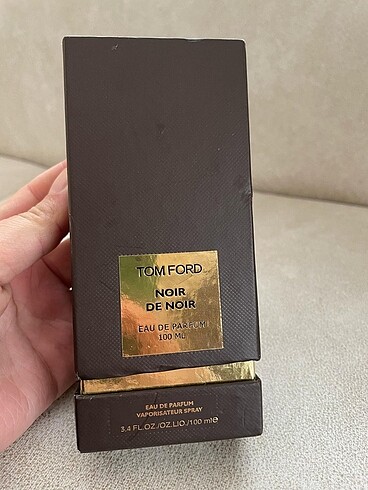 TOM FORD
NOIR
DE NOIR
EAU DE PARFUM
100 ML
EAU DE PARFUM
VAPORISATEUR SPRAY
3.4 FL.OZ./OZ.LIQ./100 ml℮